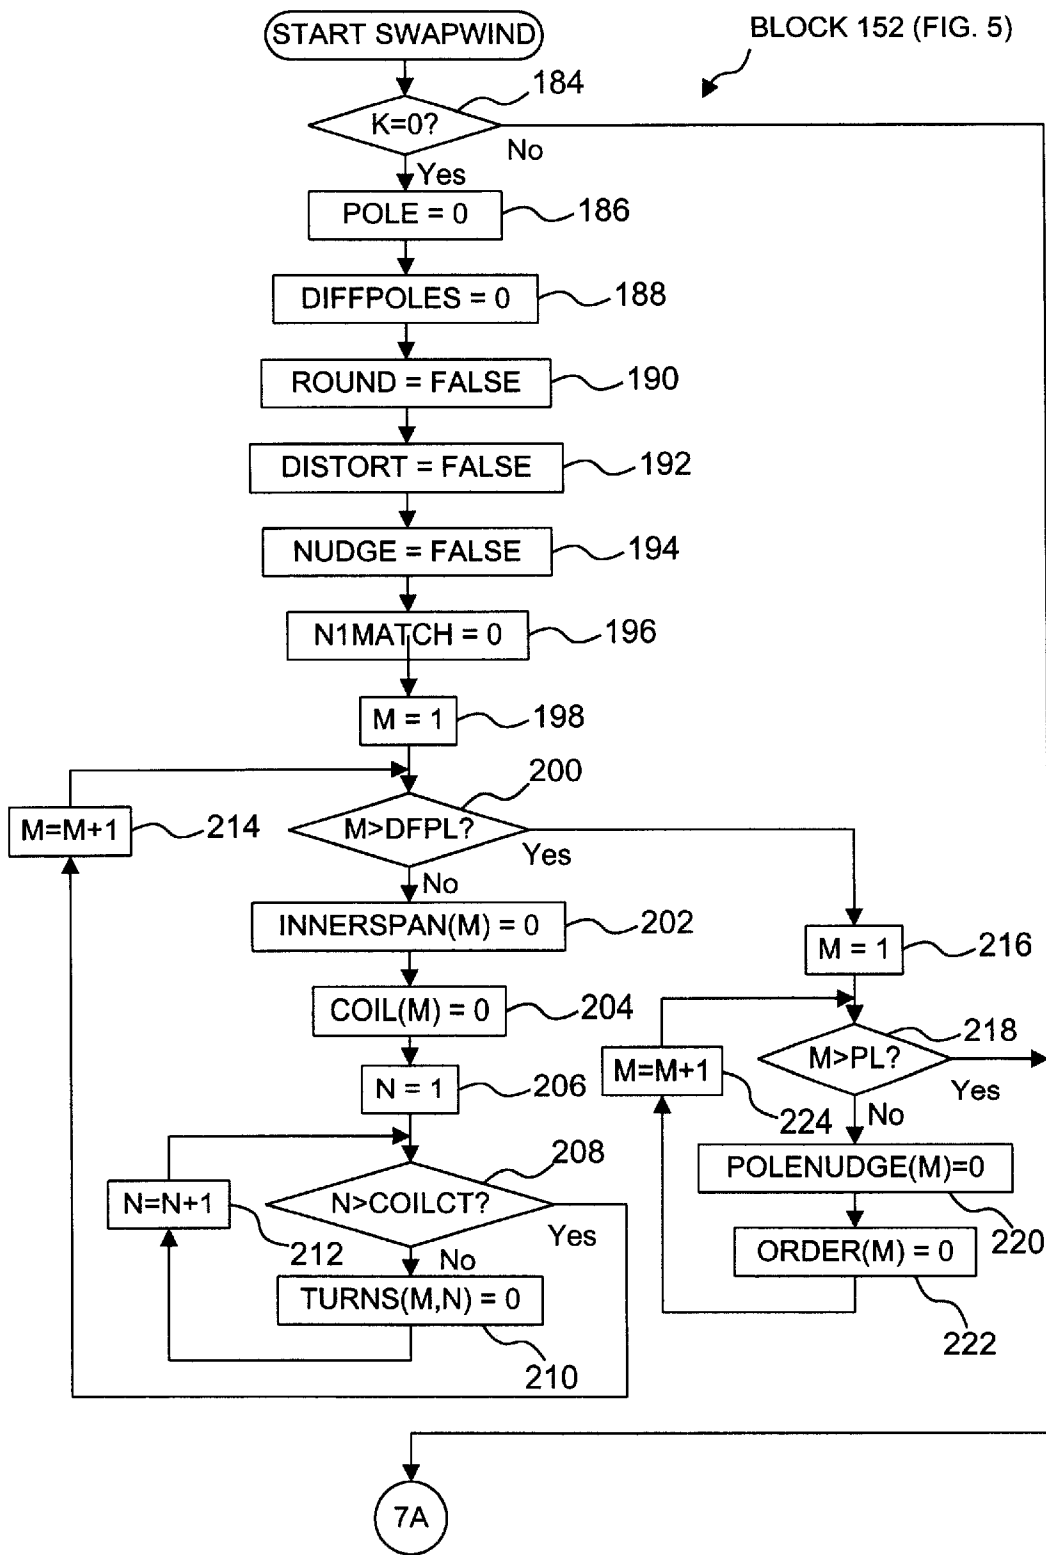 START SWAPWIND
BLOCK 152 (FIG. 5)
184
K=0?
No
Yes
POLE = 0
186
DIFFPOLES = 0
188
ROUND = FALSE
190
DISTORT = FALSE
192
NUDGE = FALSE
194
N1MATCH = 0
196
M = 1
198
200
M=M+1
214
M>DFPL?
Yes
No
INNERSPAN(M) = 0
202
COIL(M) = 0
204
N = 1
206
208
N=N+1
212
N>COILCT?
Yes
No
TURNS(M,N) = 0
210
M = 1
216
218
M=M+1
224
M>PL?
Yes
No
POLENUDGE(M)=0
220
ORDER(M) = 0
222
7A